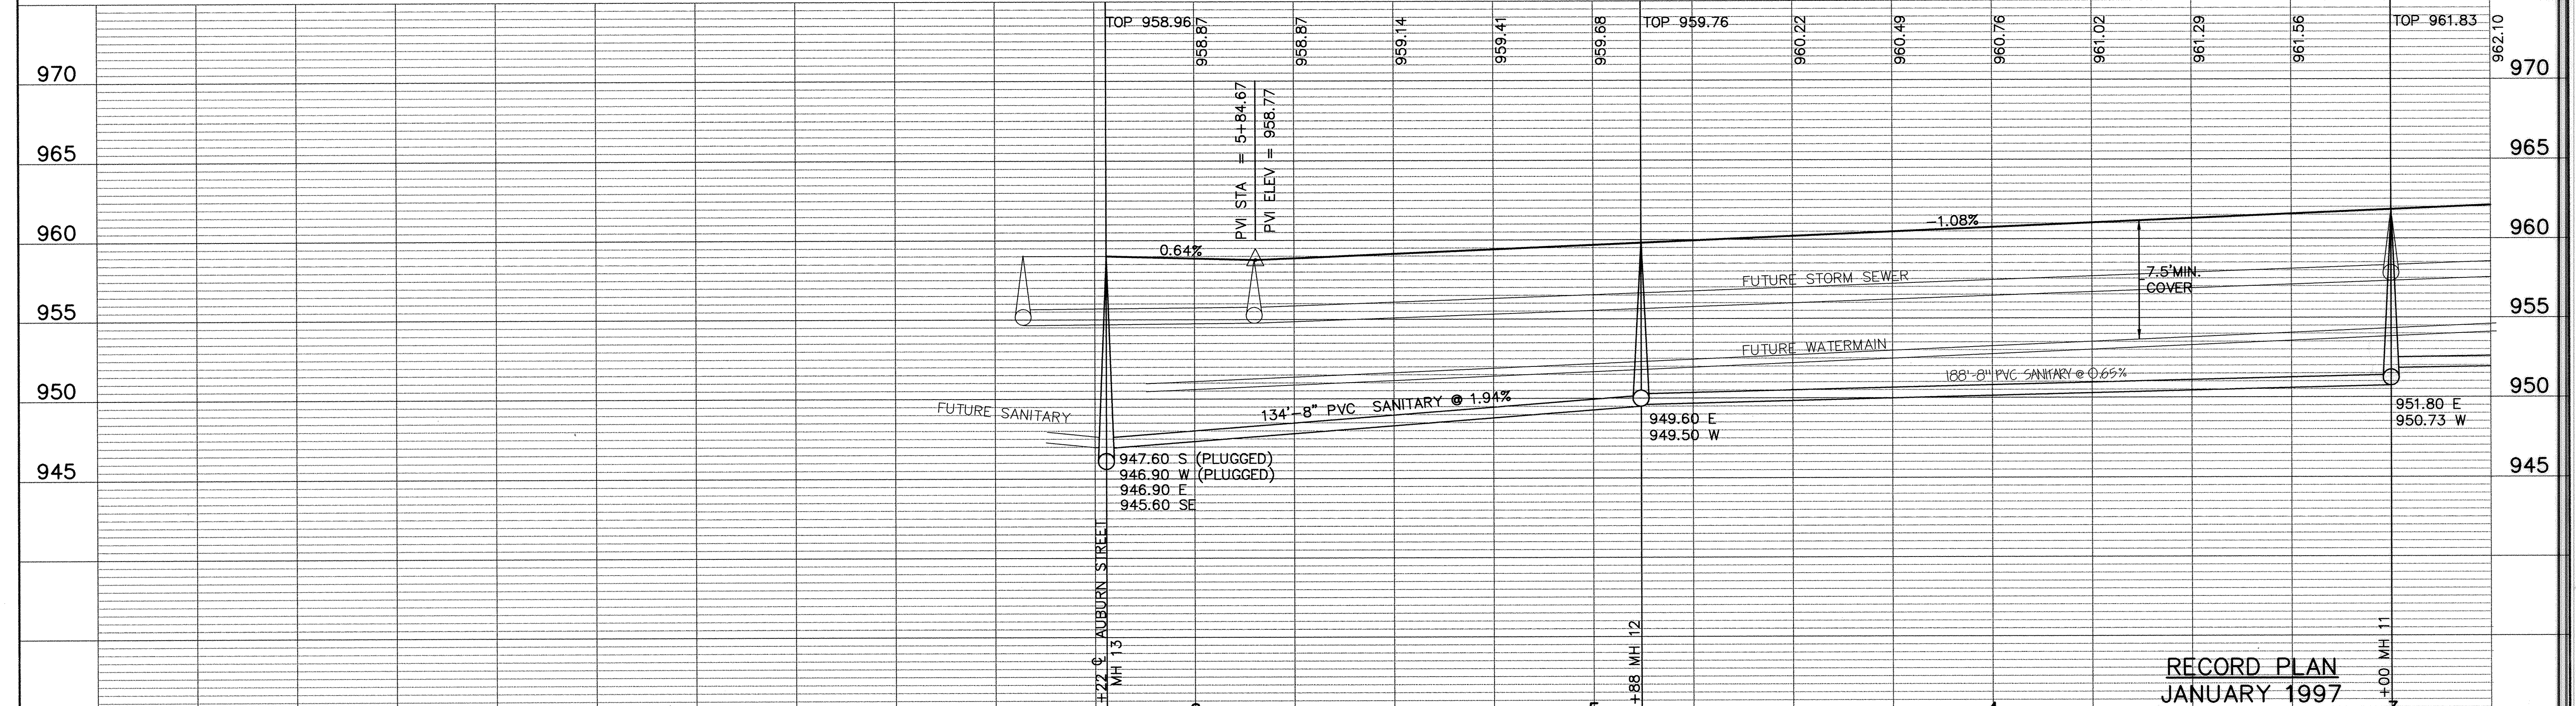 TOP 958.96
958.87
958.87
959.14
959.41
959.68
TOP 959.76
960.22
960.49
960.76
961.02
961.29
961.56
TOP 961.83
962.10
970
970
PVI STA = 5+84.67
PVI ELEV = 958.77
965
965
960
960
0.64%
-1.08%
FUTURE STORM SEWER
7.5'MIN.
COVER
955
955
FUTURE WATERMAIN
188'-8" PVC SANITARY @ 0.65%
950
950
FUTURE SANITARY
134'-8" PVC SANITARY @ 1.94%
949.60 E
949.50 W
951.80 E
950.73 W
945
945
947.60 S (PLUGGED)
946.90 W (PLUGGED)
946.90 E
945.60 SE
+22 ℄ AUBURN STREET
MH 13
+88 MH 12
+00 MH 11
RECORD PLAN
JANUARY 1997